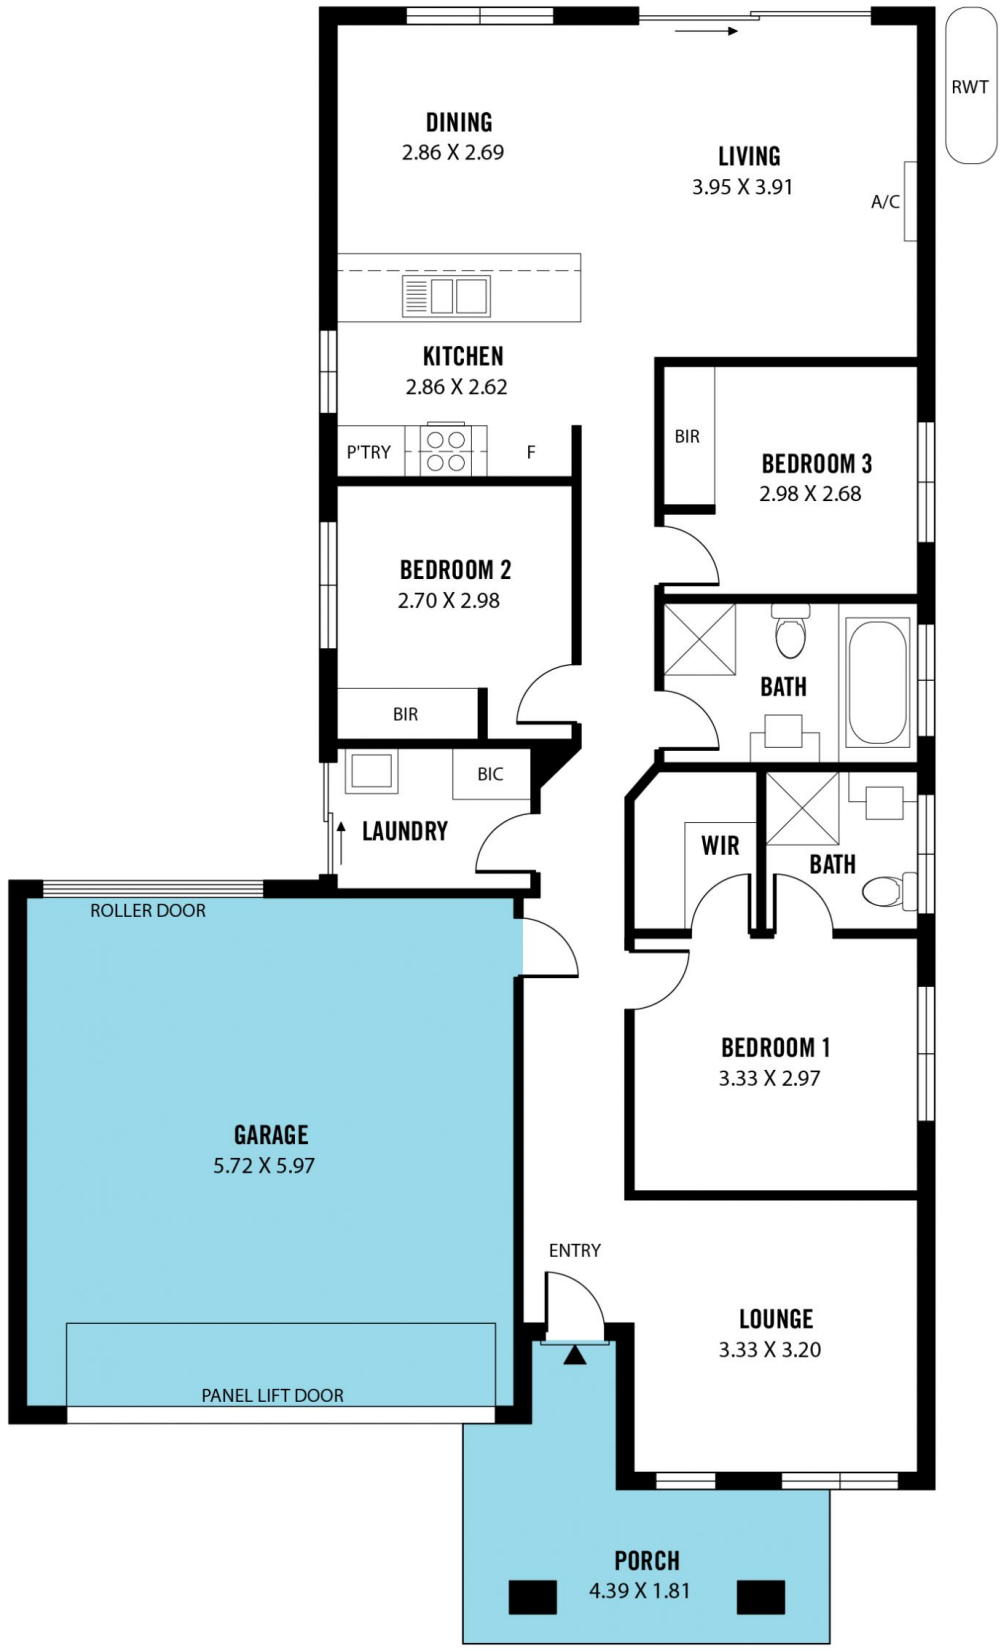 RWT
DINING
2.86 X 2.69
LIVING
3.95 X 3.91
A/C
KITCHEN
2.86 X 2.62
P'TRY
F
BIR
BEDROOM 3
2.98 X 2.68
BEDROOM 2
2.70 X 2.98
BIR
BATH
BIC
LAUNDRY
WIR
BATH
ROLLER DOOR
BEDROOM 1
3.33 X 2.97
GARAGE
5.72 X 5.97
ENTRY
LOUNGE
3.33 X 3.20
PANEL LIFT DOOR
PORCH
4.39 X 1.81